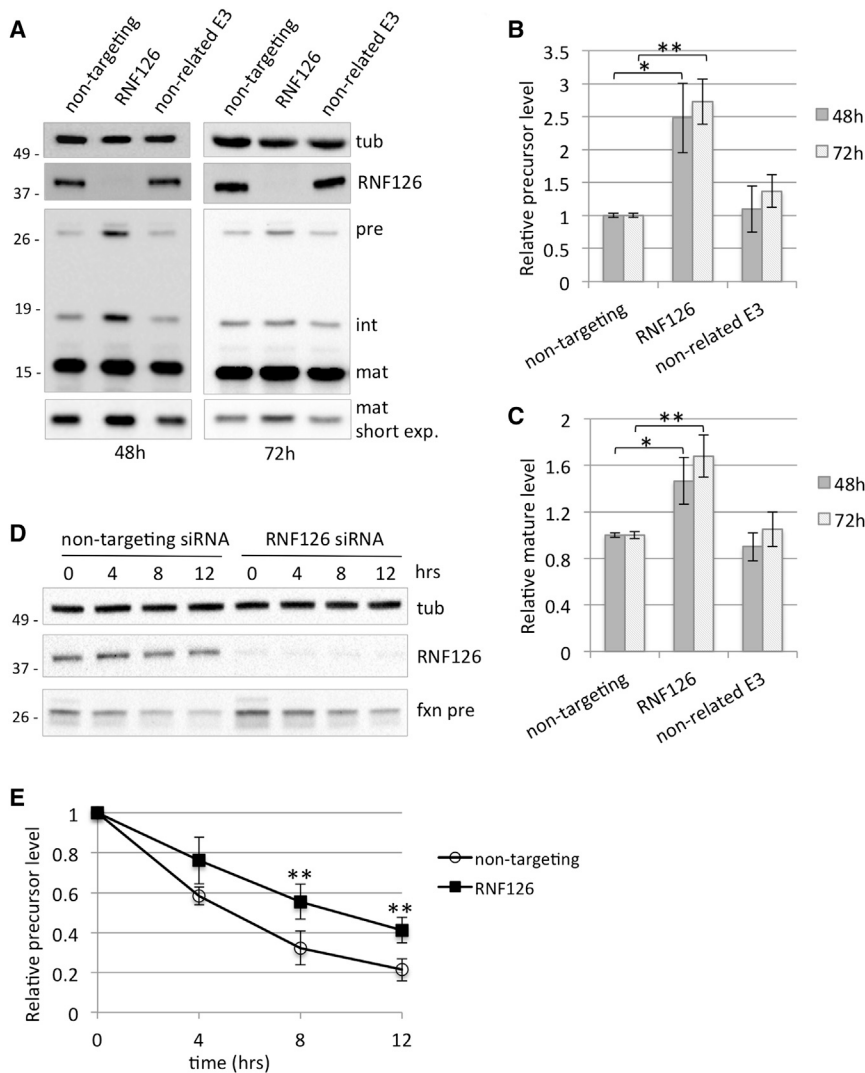 A
non-targeting
RNF126
non-related E3
non-targeting
RNF126
non-related E3
49 -
tub
37 -
RNF126
26 -
pre
19 -
int
15 -
mat
mat
short exp.
48h
72h
B
Relative precursor level
3.5
3
2.5
2
1.5
1
0.5
0
*
**
non-targeting
RNF126
non-related E3
48h
72h
C
Relative mature level
2
1.6
1.2
0.8
0.4
0
*
**
non-targeting
RNF126
non-related E3
48h
72h
D
non-targeting siRNA RNF126 siRNA
0 4 8 12 0 4 8 12 hrs
49 -
tub
37 -
RNF126
26 -
fxn pre
E
Relative precursor level
1
0.8
0.6
0.4
0.2
0
**
**
0 4 8 12
time (hrs)
non-targeting
RNF126